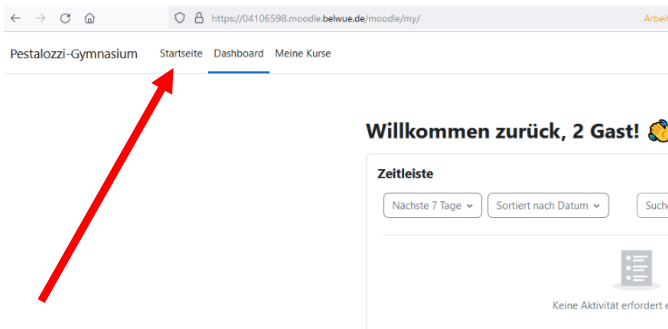 https://04106598.moodle.belwue.de/moodle/my/
Pestalozzi-Gymnasium Startseite Dashboard Meine Kurse
Willkommen zurück, 2 Gast!
Zeitleiste
Nächste 7 Tage Sortiert nach Datum
Keine Aktivität erfordert